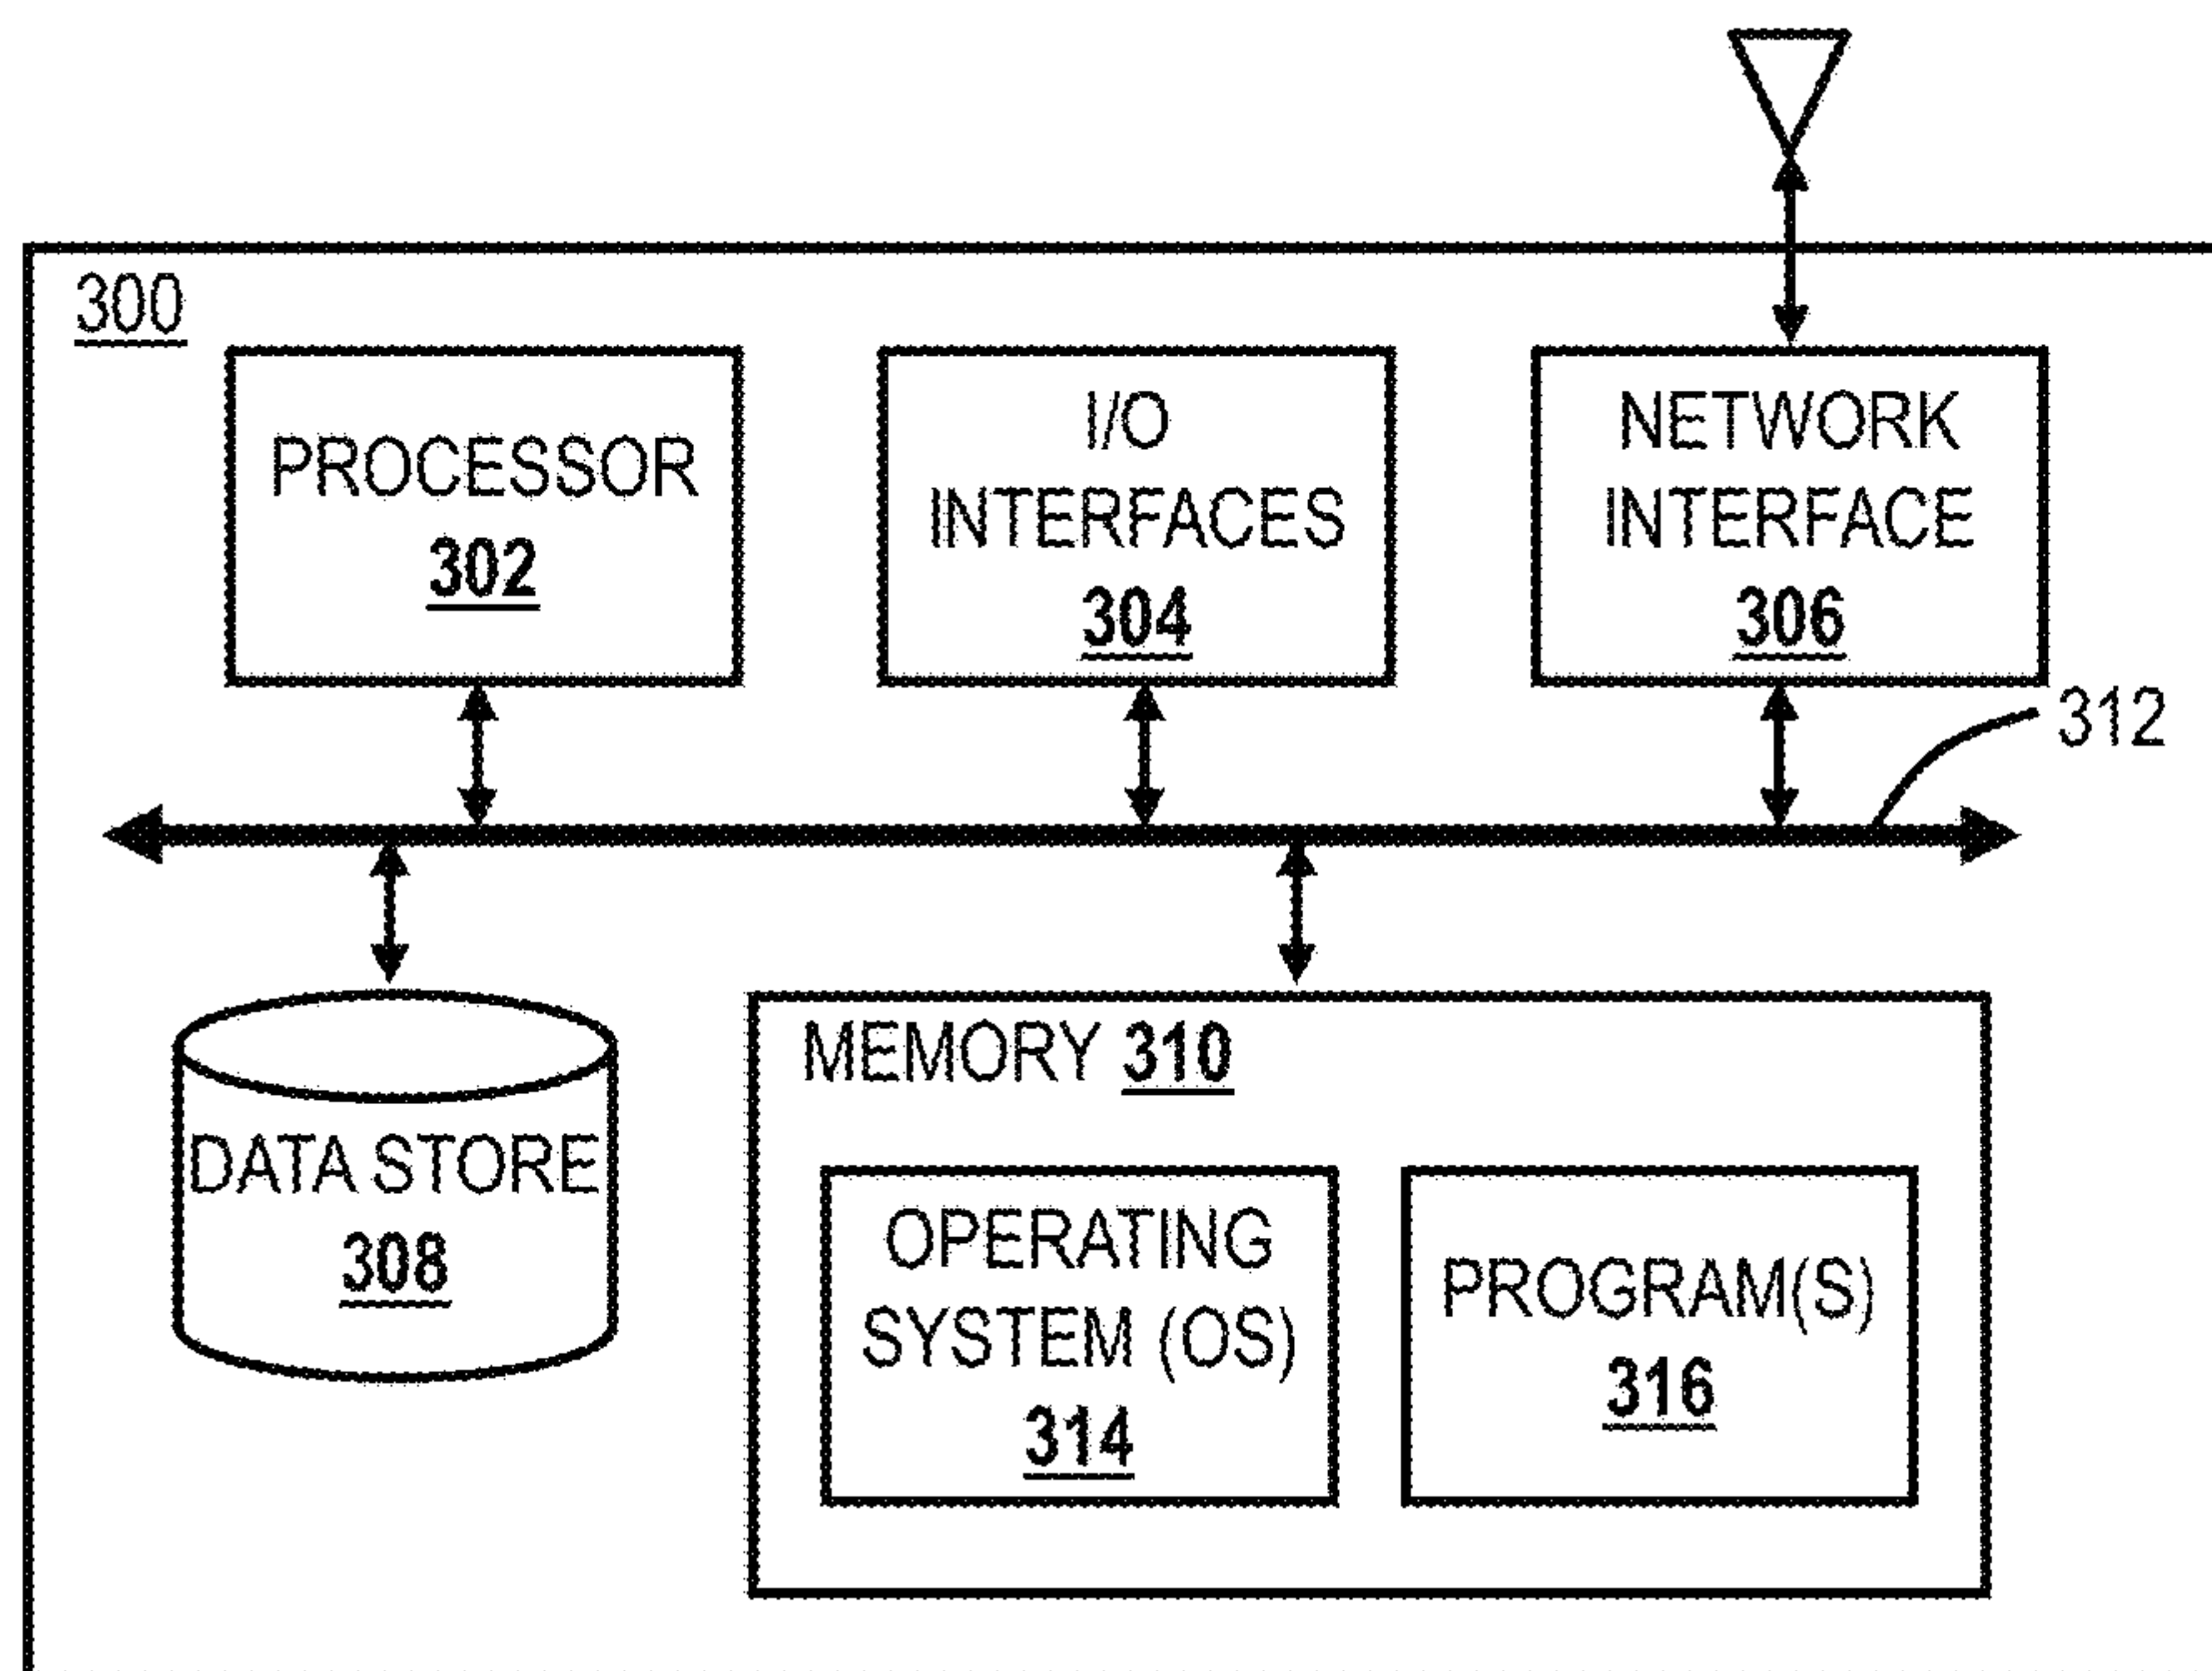 300
PROCESSOR
302
I/O
INTERFACES
304
NETWORK
INTERFACE
306
312
DATA STORE
308
MEMORY 310
OPERATING
SYSTEM (OS)
314
PROGRAM(S)
316